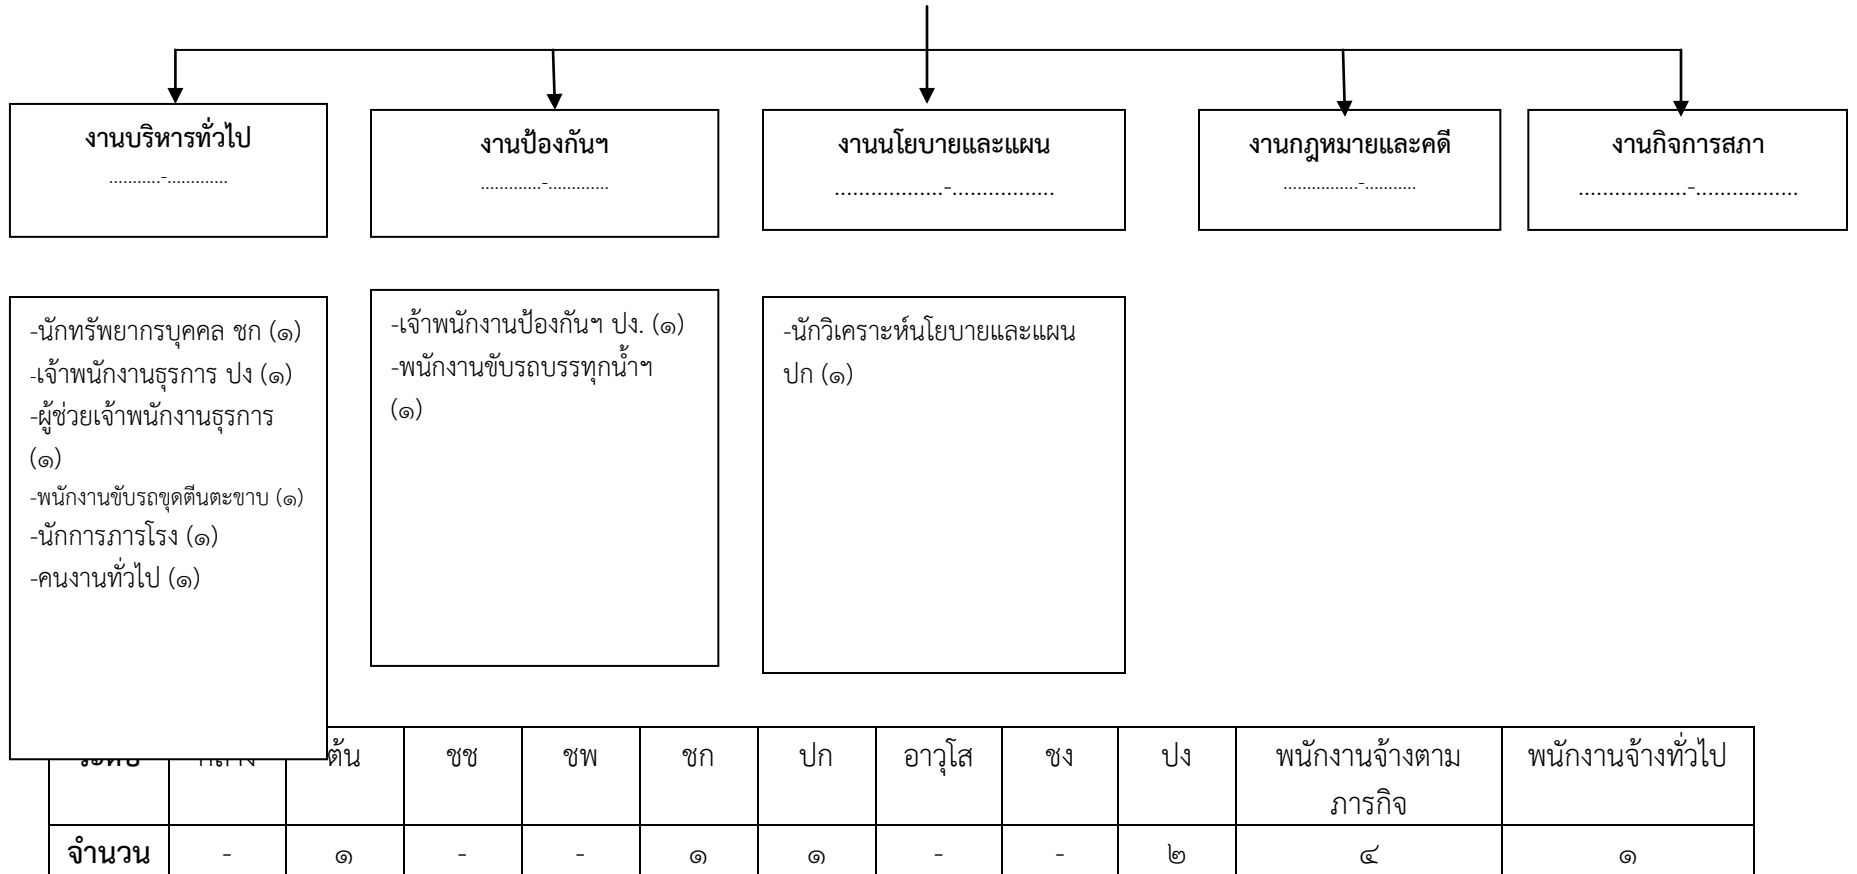 งานบริหารทั่วไป
...........-.............
งานป้องกันฯ
.............-.............
งานนโยบายและแผน
..................-.................
งานกฎหมายและคดี
................-...........
งานกิจการสภา
..................-.................
-นักทรัพยากรบุคคล ชก (๑)
-เจ้าพนักงานธุรการ ปง (๑)
-ผู้ช่วยเจ้าพนักงานธุรการ
(๑)
-พนักงานขับรถขุดตีนตะขาบ (๑)
-นักการภารโรง (๑)
-คนงานทั่วไป (๑)
-เจ้าพนักงานป้องกันฯ ปง. (๑)
-พนักงานขับรถบรรทุกน้ำฯ
(๑)
-นักวิเคราะห์นโยบายและแผน
ปก (๑)
ต้น ชช ชพ ชก ปก อาวุโส ชง ปง พนักงานจ้างตาม พนักงานจ้างทั่วไป
ภารกิจ
จำนวน - ๑ - - ๑ ๑ - - ๒ ๔ ๑